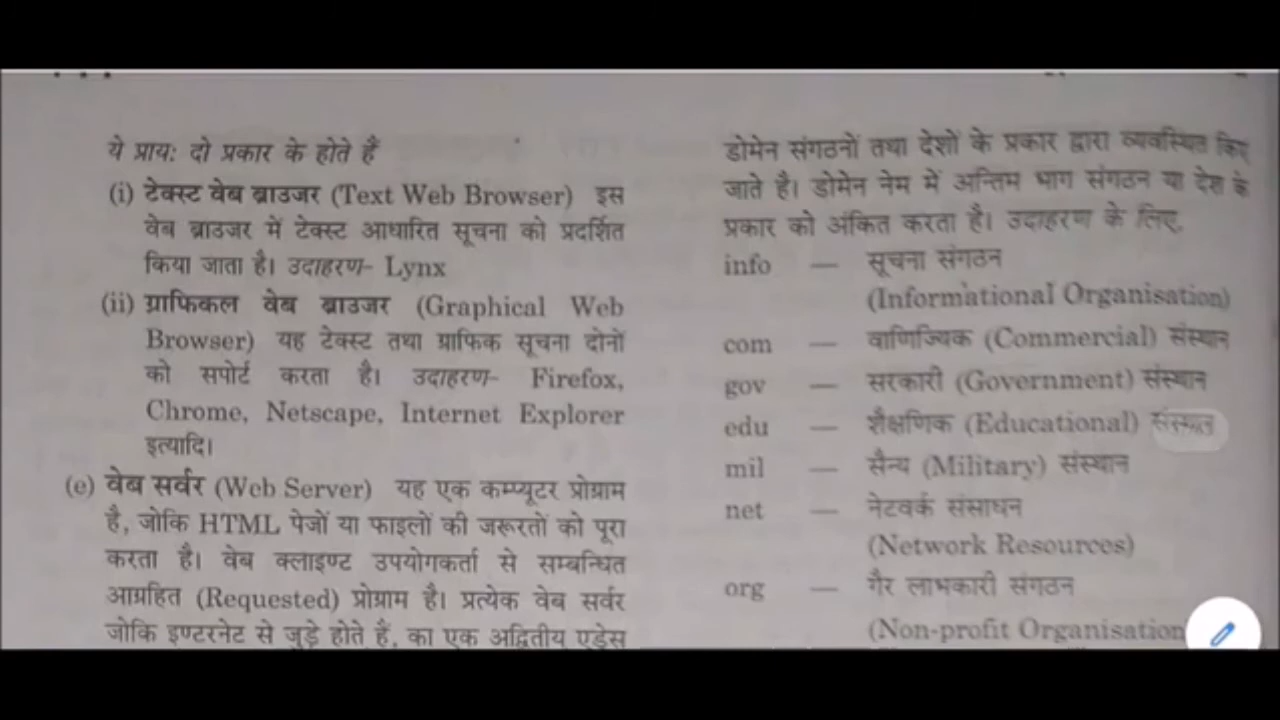 ये प्राय: दो प्रकार के होते हैं
(i) टेक्स्ट वेब ब्राउजर (Text Web Browser) इस
वेब ब्राउजर में टेक्स्ट आधारित सूचना को प्रदर्शित
किया जाता है। उदाहरण- Lynx
(ii) ग्राफिकल वेब ब्राउजर (Graphical Web
Browser) यह टेक्स्ट तथा ग्राफिक सूचना दोनों
को सपोर्ट करता है। उदाहरण- Firefox,
Chrome, Netscape, Internet Explorer
इत्यादि।
(e) वेब सर्वर (Web Server) यह एक कम्प्यूटर प्रोग्राम
है, जोकि HTML पेजों या फाइलों की जरूरतों को पूरा
करता है। वेब क्लाइण्ट उपयोगकर्ता से सम्बन्धित
आग्रहित (Requested) प्रोग्राम है। प्रत्येक वेब सर्वर
जोकि इण्टरनेट से जुड़े होते हैं, का एक अद्वितीय एड्रेस
डोमेन संगठनों तथा देशों के प्रकार द्वारा व्यवस्थित किए
जाते है। डोमेन नेम में अन्तिम भाग संगठन या देश के
प्रकार को अंकित करता है। उदाहरण के लिए,
info — सूचना संगठन
(Informational Organisation)
com — वाणिज्यिक (Commercial) संस्थान
gov — सरकारी (Government) संस्थान
edu — शैक्षणिक (Educational)
mil — सैन्य (Military) संस्थान
net — नेटवर्क संसाधन
(Network Resources)
org — गैर लाभकारी संगठन
(Non-profit Organisation